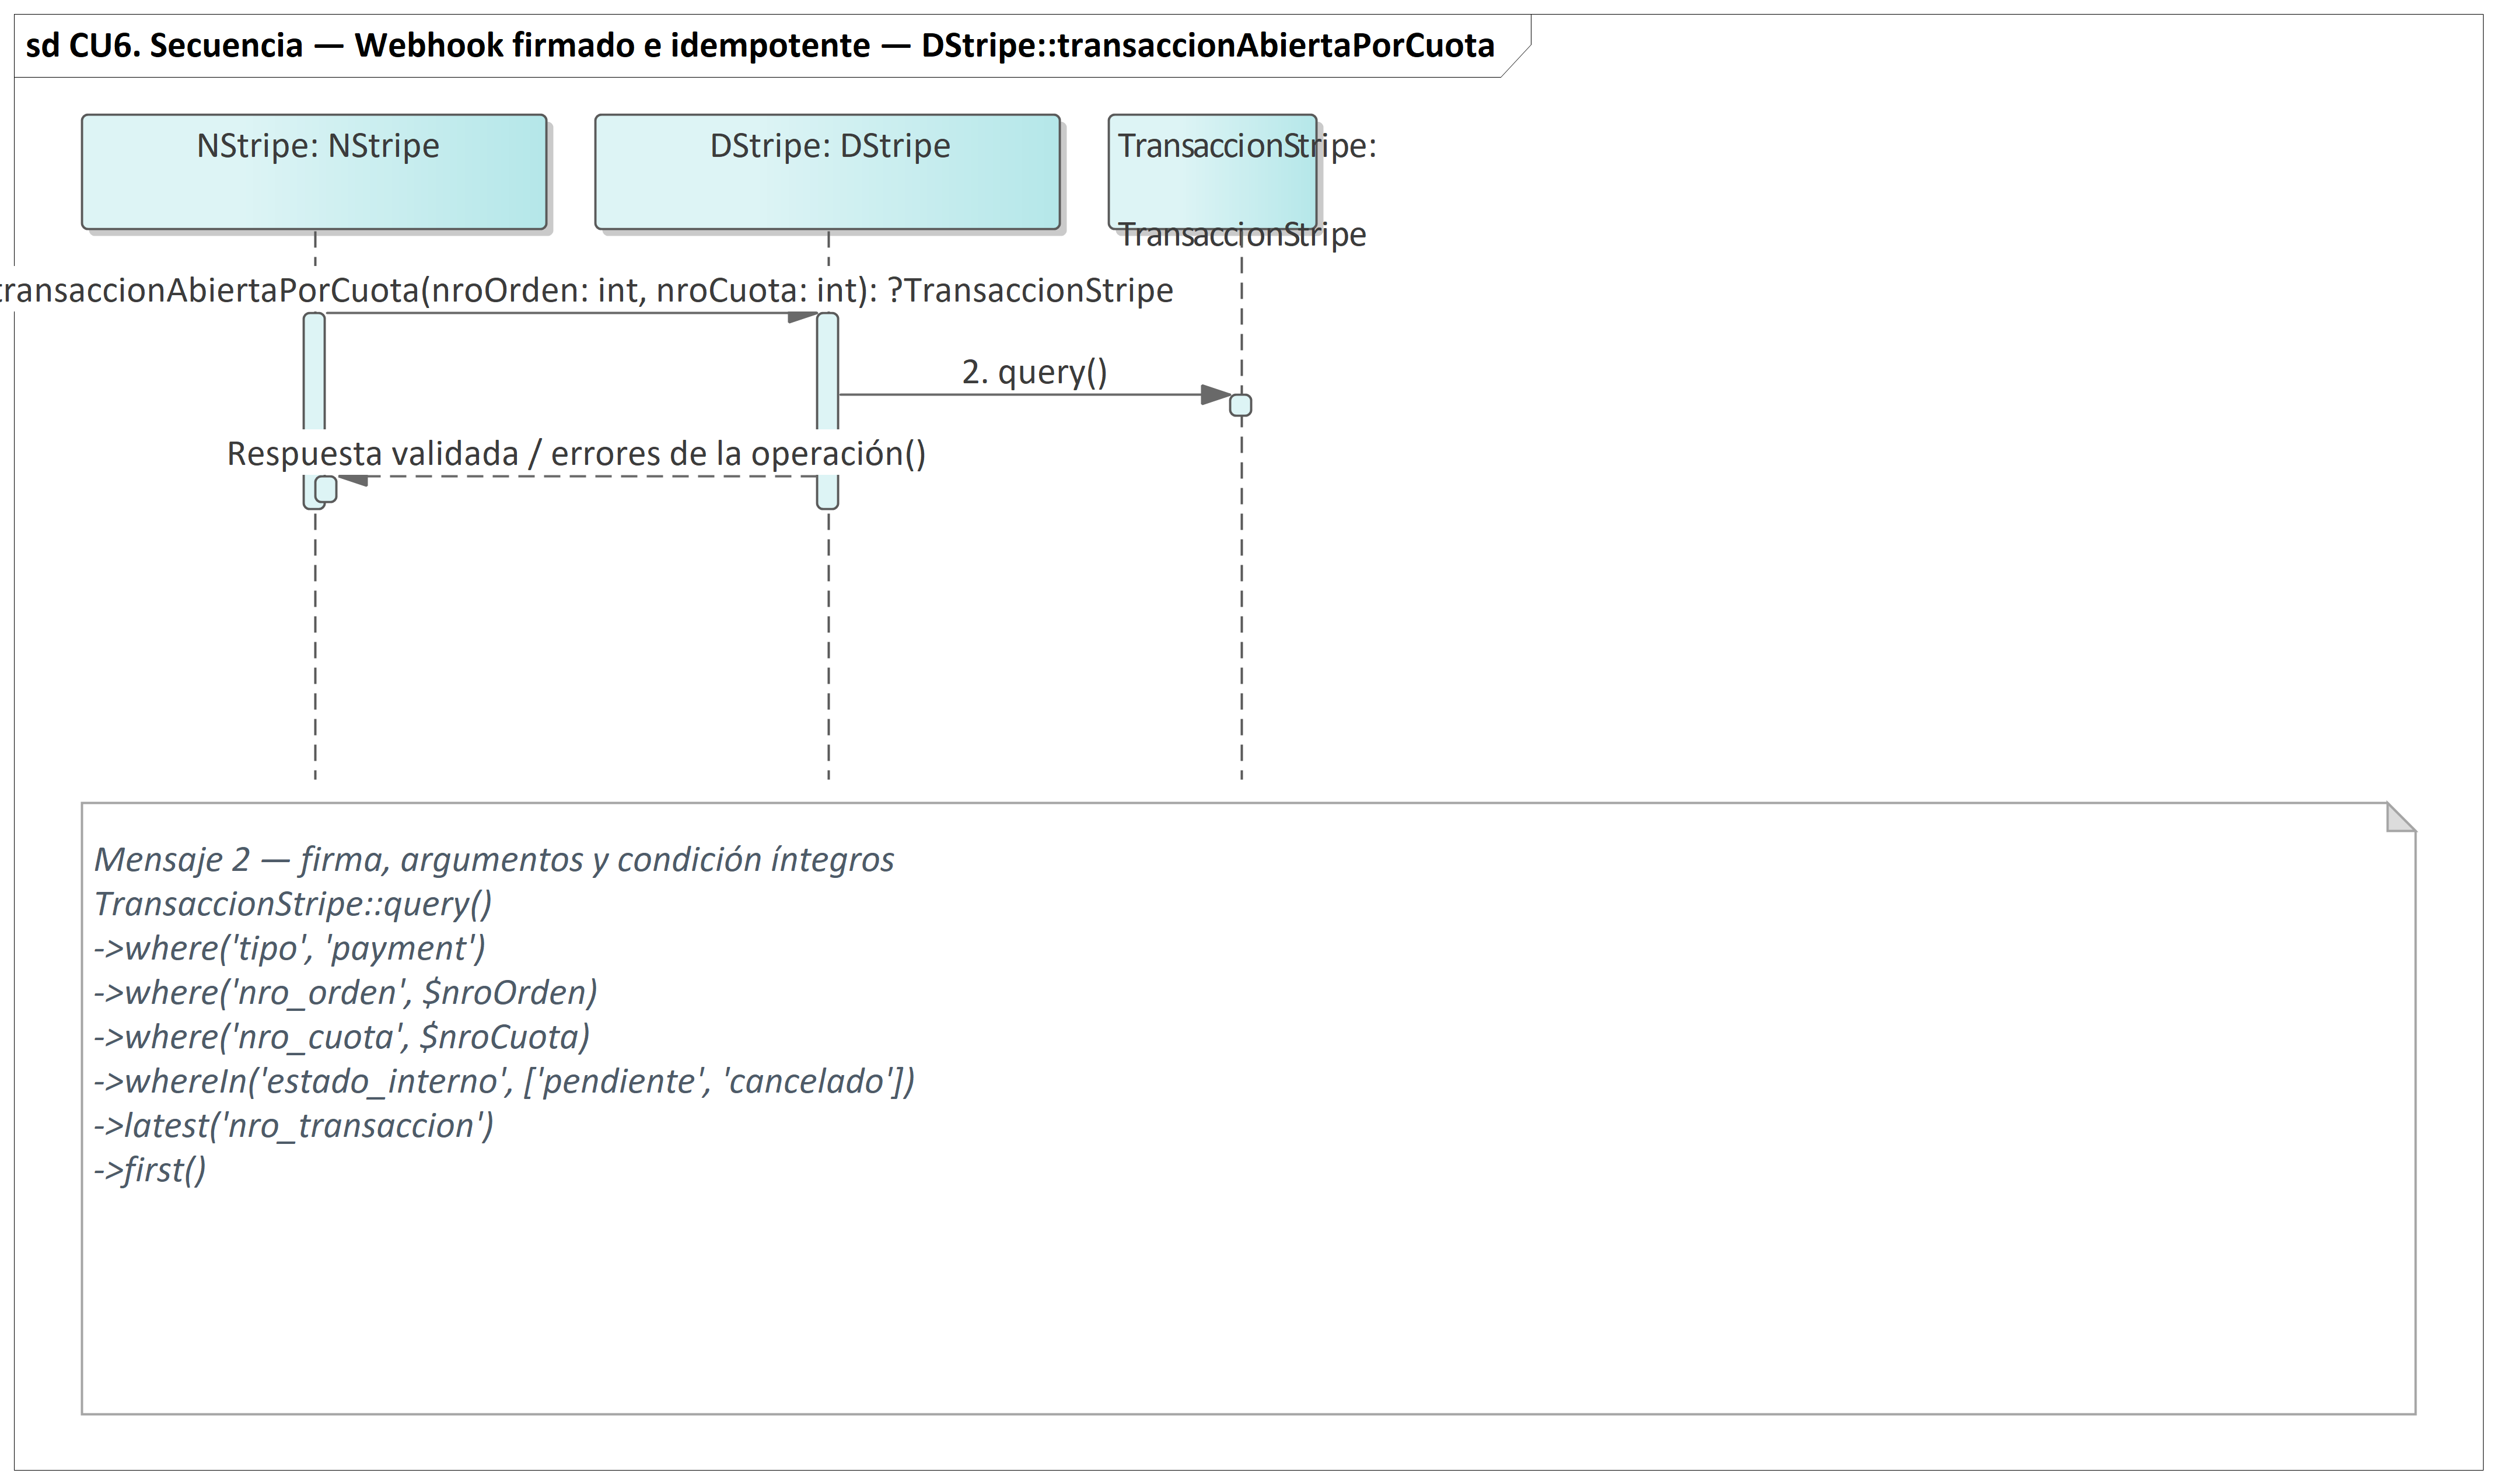 sd CU6. Secuencia — Webhook firmado e idempotente — DStripe::transaccionAbiertaPorCuota
NStripe: NStripe
DStripe: DStripe
TransaccionStripe:
TransaccionStripe
transaccionAbiertaPorCuota(nroOrden: int, nroCuota: int): ?TransaccionStripe
2. query()
Respuesta validada / errores de la operación()
Mensaje 2 — firma, argumentos y condición íntegros
TransaccionStripe::query()
->where('tipo', 'payment')
->where('nro_orden', $nroOrden)
->where('nro_cuota', $nroCuota)
->whereIn('estado_interno', ['pendiente', 'cancelado'])
->latest('nro_transaccion')
->first()